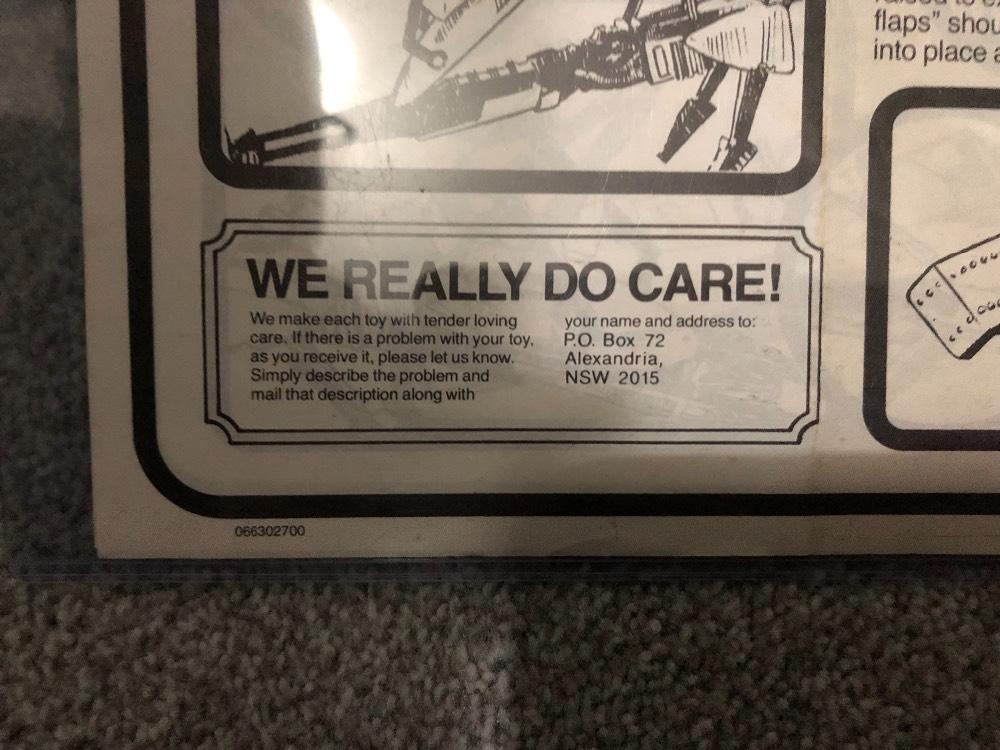 flaps" shou
into place a
WE REALLY DO CARE!
We make each toy with tender loving
care. If there is a problem with your toy,
as you receive it, please let us know.
Simply describe the problem and
mail that description along with
your name and address to:
P.O. Box 72
Alexandria,
NSW 2015
066302700